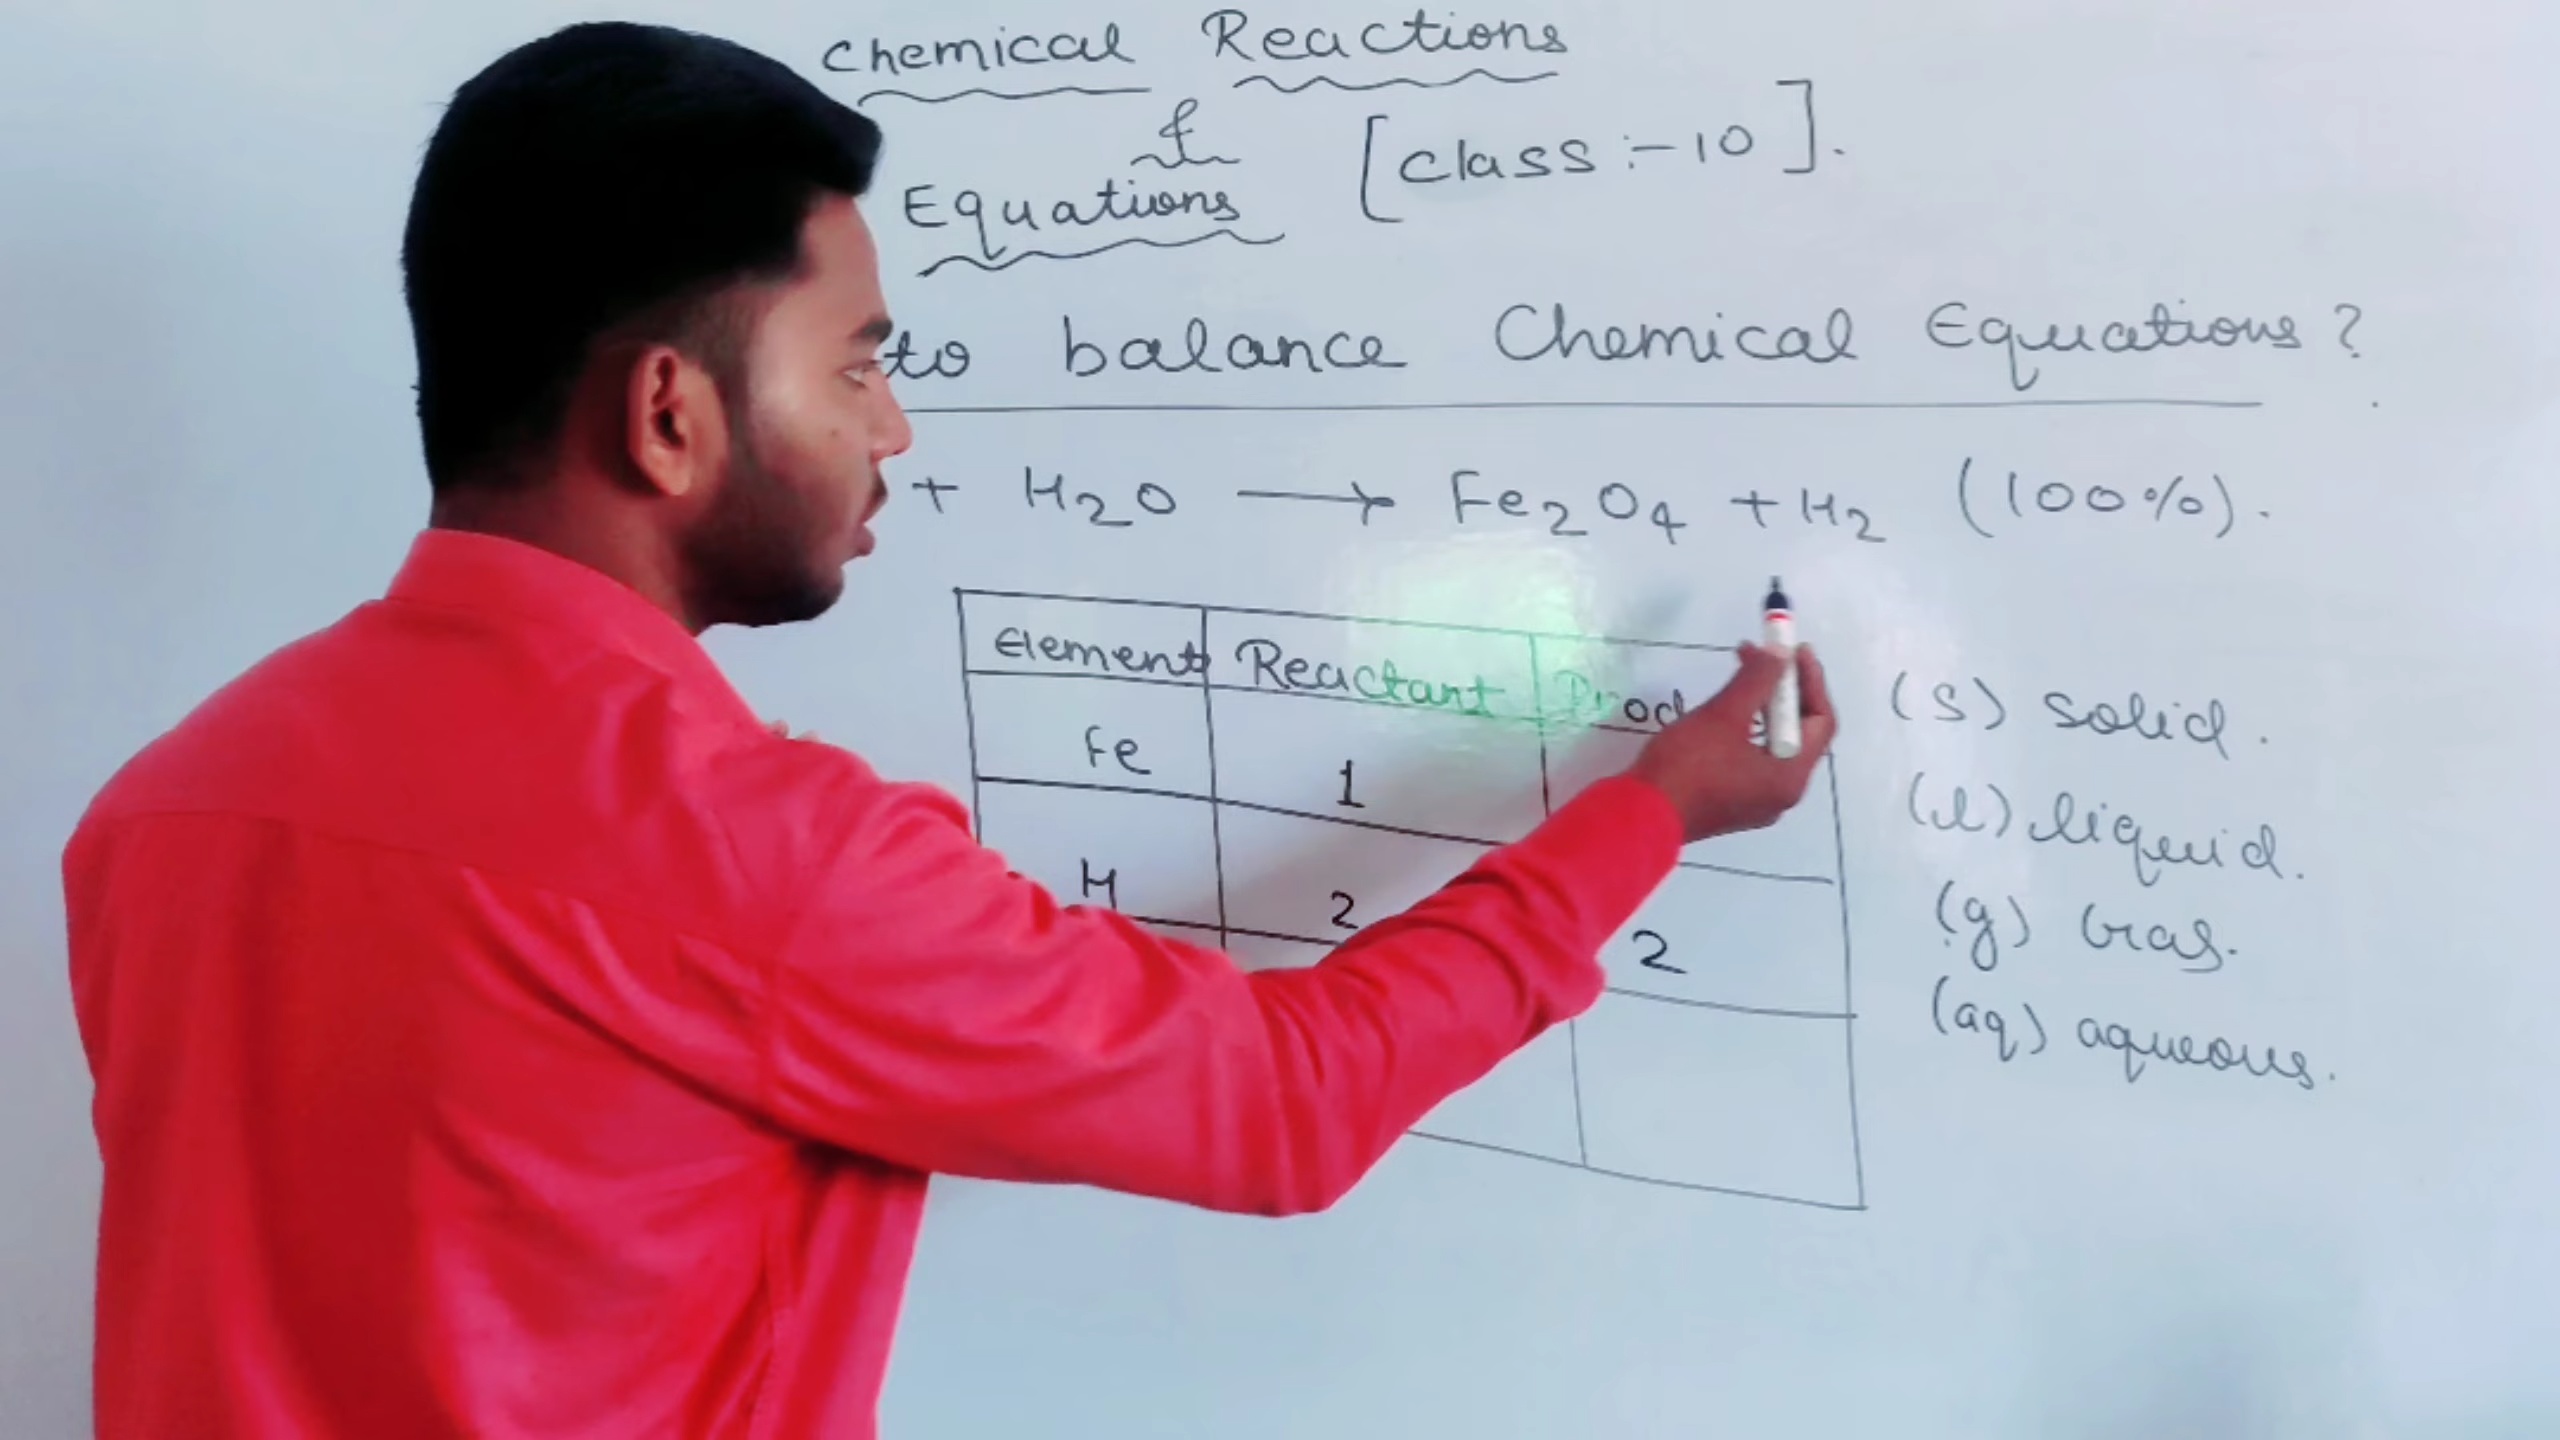 Chemical Reactions
&
Equations [class :- 10].
to balance Chemical Equations?
+ H2O → Fe2O4 + H2 (100%).
Element Reactant Prod
Fe 1
H 2 2
(s) solid.
(l) liquid.
(g) Gas.
(aq) aqueous.